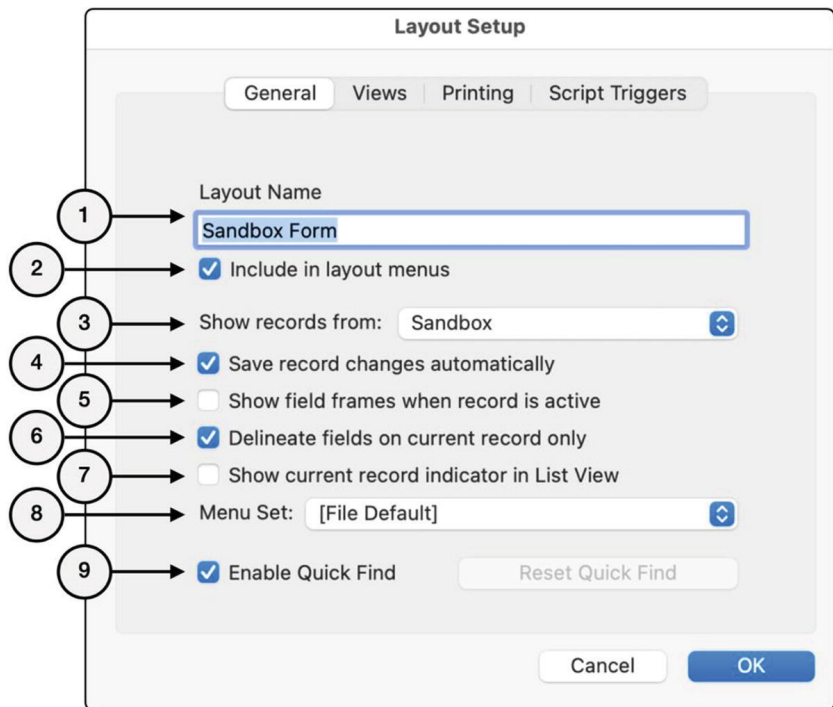 Layout Setup
General Views Printing Script Triggers
Layout Name
1
Sandbox Form
2 Include in layout menus
3 Show records from: Sandbox
4 Save record changes automatically
5 Show field frames when record is active
6 Delineate fields on current record only
7 Show current record indicator in List View
8 Menu Set: [File Default]
9 Enable Quick Find Reset Quick Find
Cancel OK